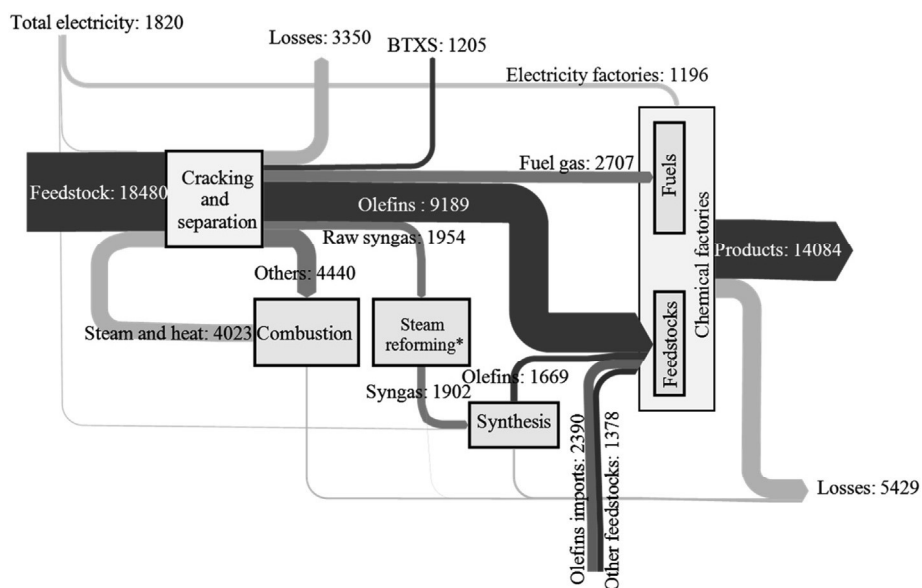 Total electricity: 1820
Losses: 3350
BTXS: 1205
Electricity factories: 1196
Feedstock: 18480
Cracking
and
separation
Fuel gas: 2707
Fuels
Olefins : 9189
Raw syngas: 1954
Others: 4440
Chemical factories
Products: 14084
Steam and heat: 4023
Combustion
Steam
reforming*
Feedstocks
Olefins: 1669
Syngas: 1902
Synthesis
Olefins imports: 2390
Other feedstocks: 1378
Losses: 5429